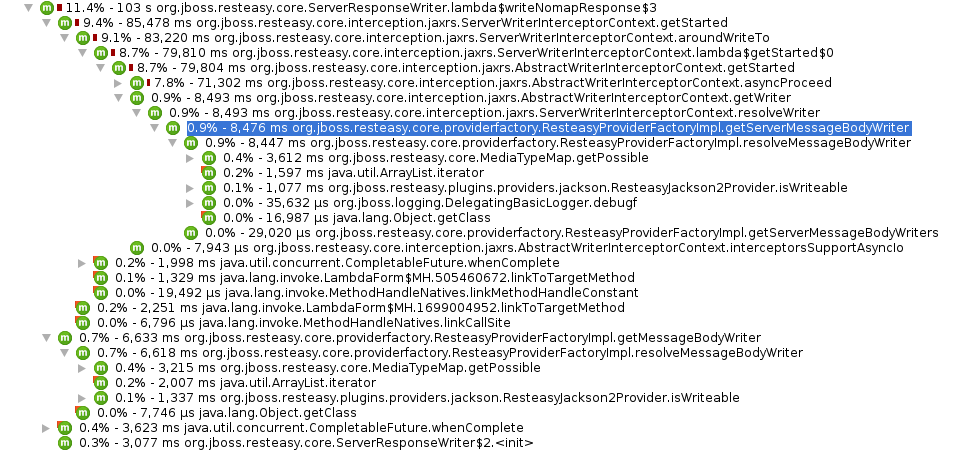 11.4% - 103 s org.jboss.resteasy.core.ServerResponseWriter.lambda$writeNomapResponse$3
9.4% - 85,478 ms org.jboss.resteasy.core.interception.jaxrs.ServerWriterInterceptorContext.getStarted
9.1% - 83,220 ms org.jboss.resteasy.core.interception.jaxrs.ServerWriterInterceptorContext.aroundWriteTo
8.7% - 79,810 ms org.jboss.resteasy.core.interception.jaxrs.ServerWriterInterceptorContext.lambda$getStarted$0
8.7% - 79,804 ms org.jboss.resteasy.core.interception.jaxrs.AbstractWriterInterceptorContext.getStarted
7.8% - 71,302 ms org.jboss.resteasy.core.interception.jaxrs.AbstractWriterInterceptorContext.asyncProceed
0.9% - 8,493 ms org.jboss.resteasy.core.interception.jaxrs.AbstractWriterInterceptorContext.getWriter
0.9% - 8,493 ms org.jboss.resteasy.core.interception.jaxrs.ServerWriterInterceptorContext.resolveWriter
0.9% - 8,476 ms org.jboss.resteasy.core.providerfactory.ResteasyProviderFactoryImpl.getServerMessageBodyWriter
0.9% - 8,447 ms org.jboss.resteasy.core.providerfactory.ResteasyProviderFactoryImpl.resolveMessageBodyWriter
0.4% - 3,612 ms org.jboss.resteasy.core.MediaTypeMap.getPossible
0.2% - 1,597 ms java.util.ArrayList.iterator
0.1% - 1,077 ms org.jboss.resteasy.plugins.providers.jackson.ResteasyJackson2Provider.isWriteable
0.0% - 35,632 µs org.jboss.logging.DelegatingBasicLogger.debugf
0.0% - 16,987 µs java.lang.Object.getClass
0.0% - 29,020 µs org.jboss.resteasy.core.providerfactory.ResteasyProviderFactoryImpl.getServerMessageBodyWriters
0.0% - 7,943 µs org.jboss.resteasy.core.interception.jaxrs.AbstractWriterInterceptorContext.interceptorsSupportAsyncIo
0.2% - 1,998 ms java.util.concurrent.CompletableFuture.whenComplete
0.1% - 1,329 ms java.lang.invoke.LambdaForm$MH.505460672.linkToTargetMethod
0.0% - 19,492 µs java.lang.invoke.MethodHandleNatives.linkMethodHandleConstant
0.2% - 2,251 ms java.lang.invoke.LambdaForm$MH.1699004952.linkToTargetMethod
0.0% - 6,796 µs java.lang.invoke.MethodHandleNatives.linkCallSite
0.7% - 6,633 ms org.jboss.resteasy.core.providerfactory.ResteasyProviderFactoryImpl.getMessageBodyWriter
0.7% - 6,618 ms org.jboss.resteasy.core.providerfactory.ResteasyProviderFactoryImpl.resolveMessageBodyWriter
0.4% - 3,215 ms org.jboss.resteasy.core.MediaTypeMap.getPossible
0.2% - 2,007 ms java.util.ArrayList.iterator
0.1% - 1,337 ms org.jboss.resteasy.plugins.providers.jackson.ResteasyJackson2Provider.isWriteable
0.0% - 7,746 µs java.lang.Object.getClass
0.4% - 3,623 ms java.util.concurrent.CompletableFuture.whenComplete
0.3% - 3,077 ms org.jboss.resteasy.core.ServerResponseWriter$2.<init>